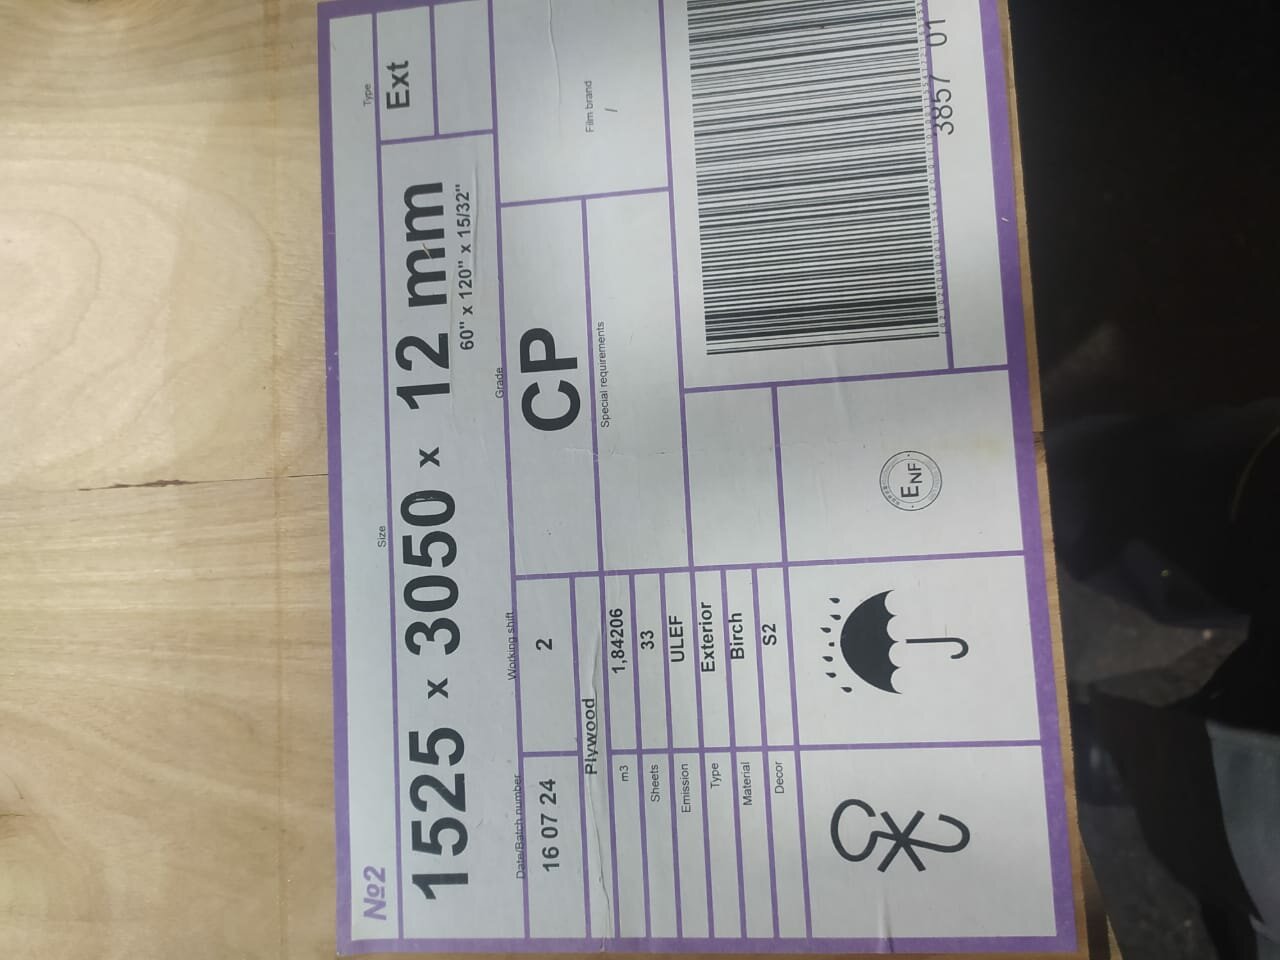 №2
Size
Type
1525 x 3050 x 12 mm
Ext
60" x 120" x 15/32"
Date/Batch number
Working shift
Grade
16 07 24
2
CP
Film brand
/
Plywood
Special requirements
m3
1,84206
Sheets
33
Emission
ULEF
Type
Exterior
Material
Birch
Decor
S2
ENF
3857 01